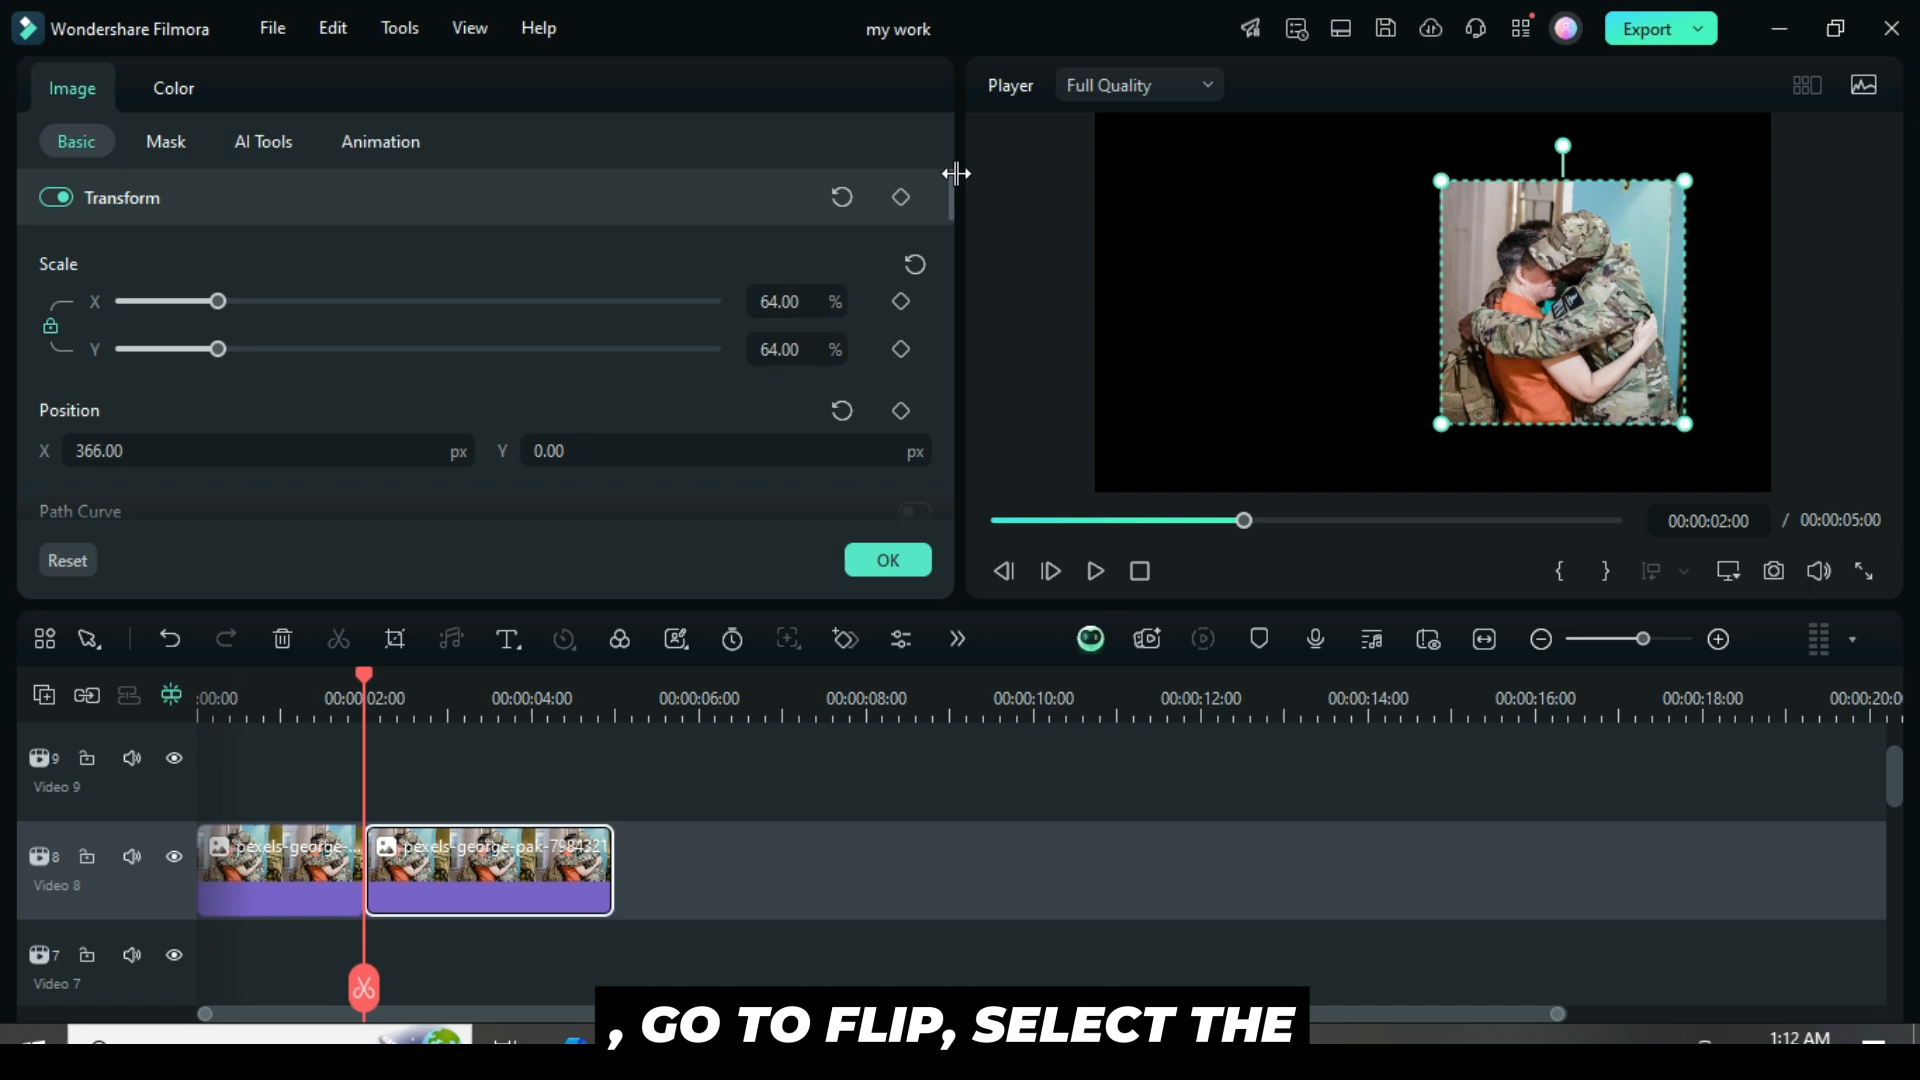 Wondershare Filmora
File
Edit
Tools
View
Help
my work
Export
Image
Color
Player
Full Quality
Basic
Mask
AI Tools
Animation
Transform
Scale
X
64.00
%
Y
64.00
%
Position
X
366.00
px
Y
0.00
px
Path Curve
00:00:02:00
/
00:00:05:00
Reset
OK
:00:00
00:00:02:00
00:00:04:00
00:00:06:00
00:00:08:00
00:00:10:00
00:00:12:00
00:00:14:00
00:00:16:00
00:00:18:00
00:00:20:0
9
Video 9
8
Video 8
pexels-george-...
pexels-george-pak-7984321
7
Video 7
, GO TO FLIP, SELECT THE
1:12 AM